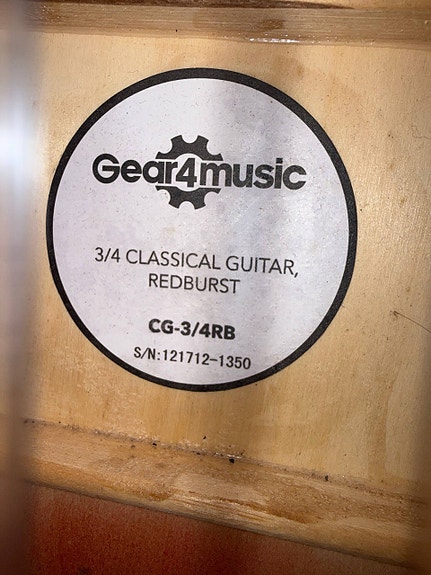 Gear4music
3/4 CLASSICAL GUITAR,
REDBURST
CG-3/4RB
S/N:121712-1350